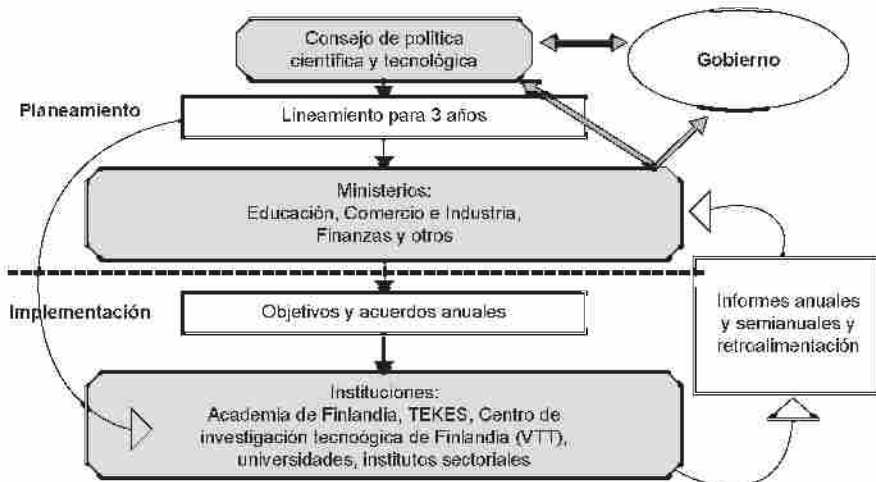 Consejo de política
científica y tecnológica
Gobierno
Planeamiento
Lineamiento para 3 años
Ministerios:
Educación, Comercio e Industria,
Finanzas y otros
Implementación
Objetivos y acuerdos anuales
Informes anuales
y semianuales y
retroalimentación
Instituciones:
Academia de Finlandia, TEKES, Centro de
investigación tecnoógica de Finlandia (VTT),
universidades, institutos sectoriales